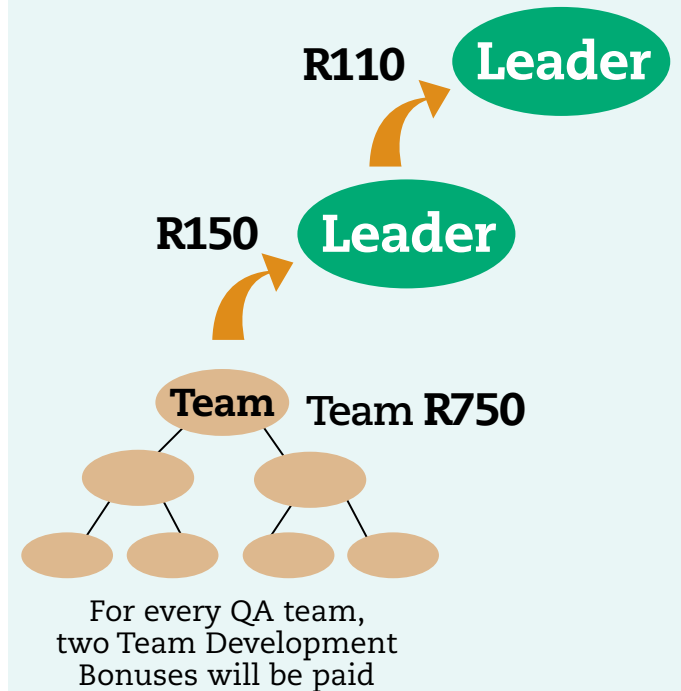 R110
Leader
R150
Leader
Team
Team R750
For every QA team,
two Team Development
Bonuses will be paid